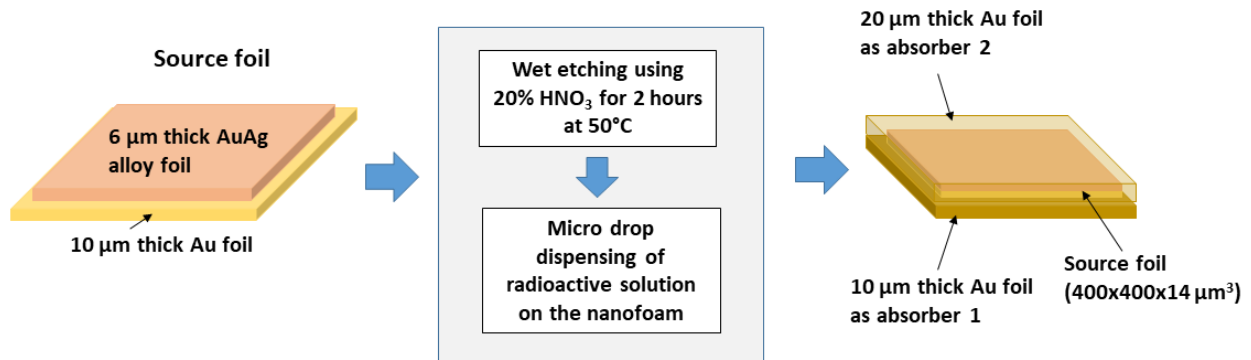 Source foil
6 μm thick AuAg
alloy foil
10 μm thick Au foil
Wet etching using
20% HNO₃ for 2 hours
at 50°C
Micro drop
dispensing of
radioactive solution
on the nanofoam
20 μm thick Au foil
as absorber 2
10 μm thick Au foil
as absorber 1
Source foil
(400x400x14 μm³)